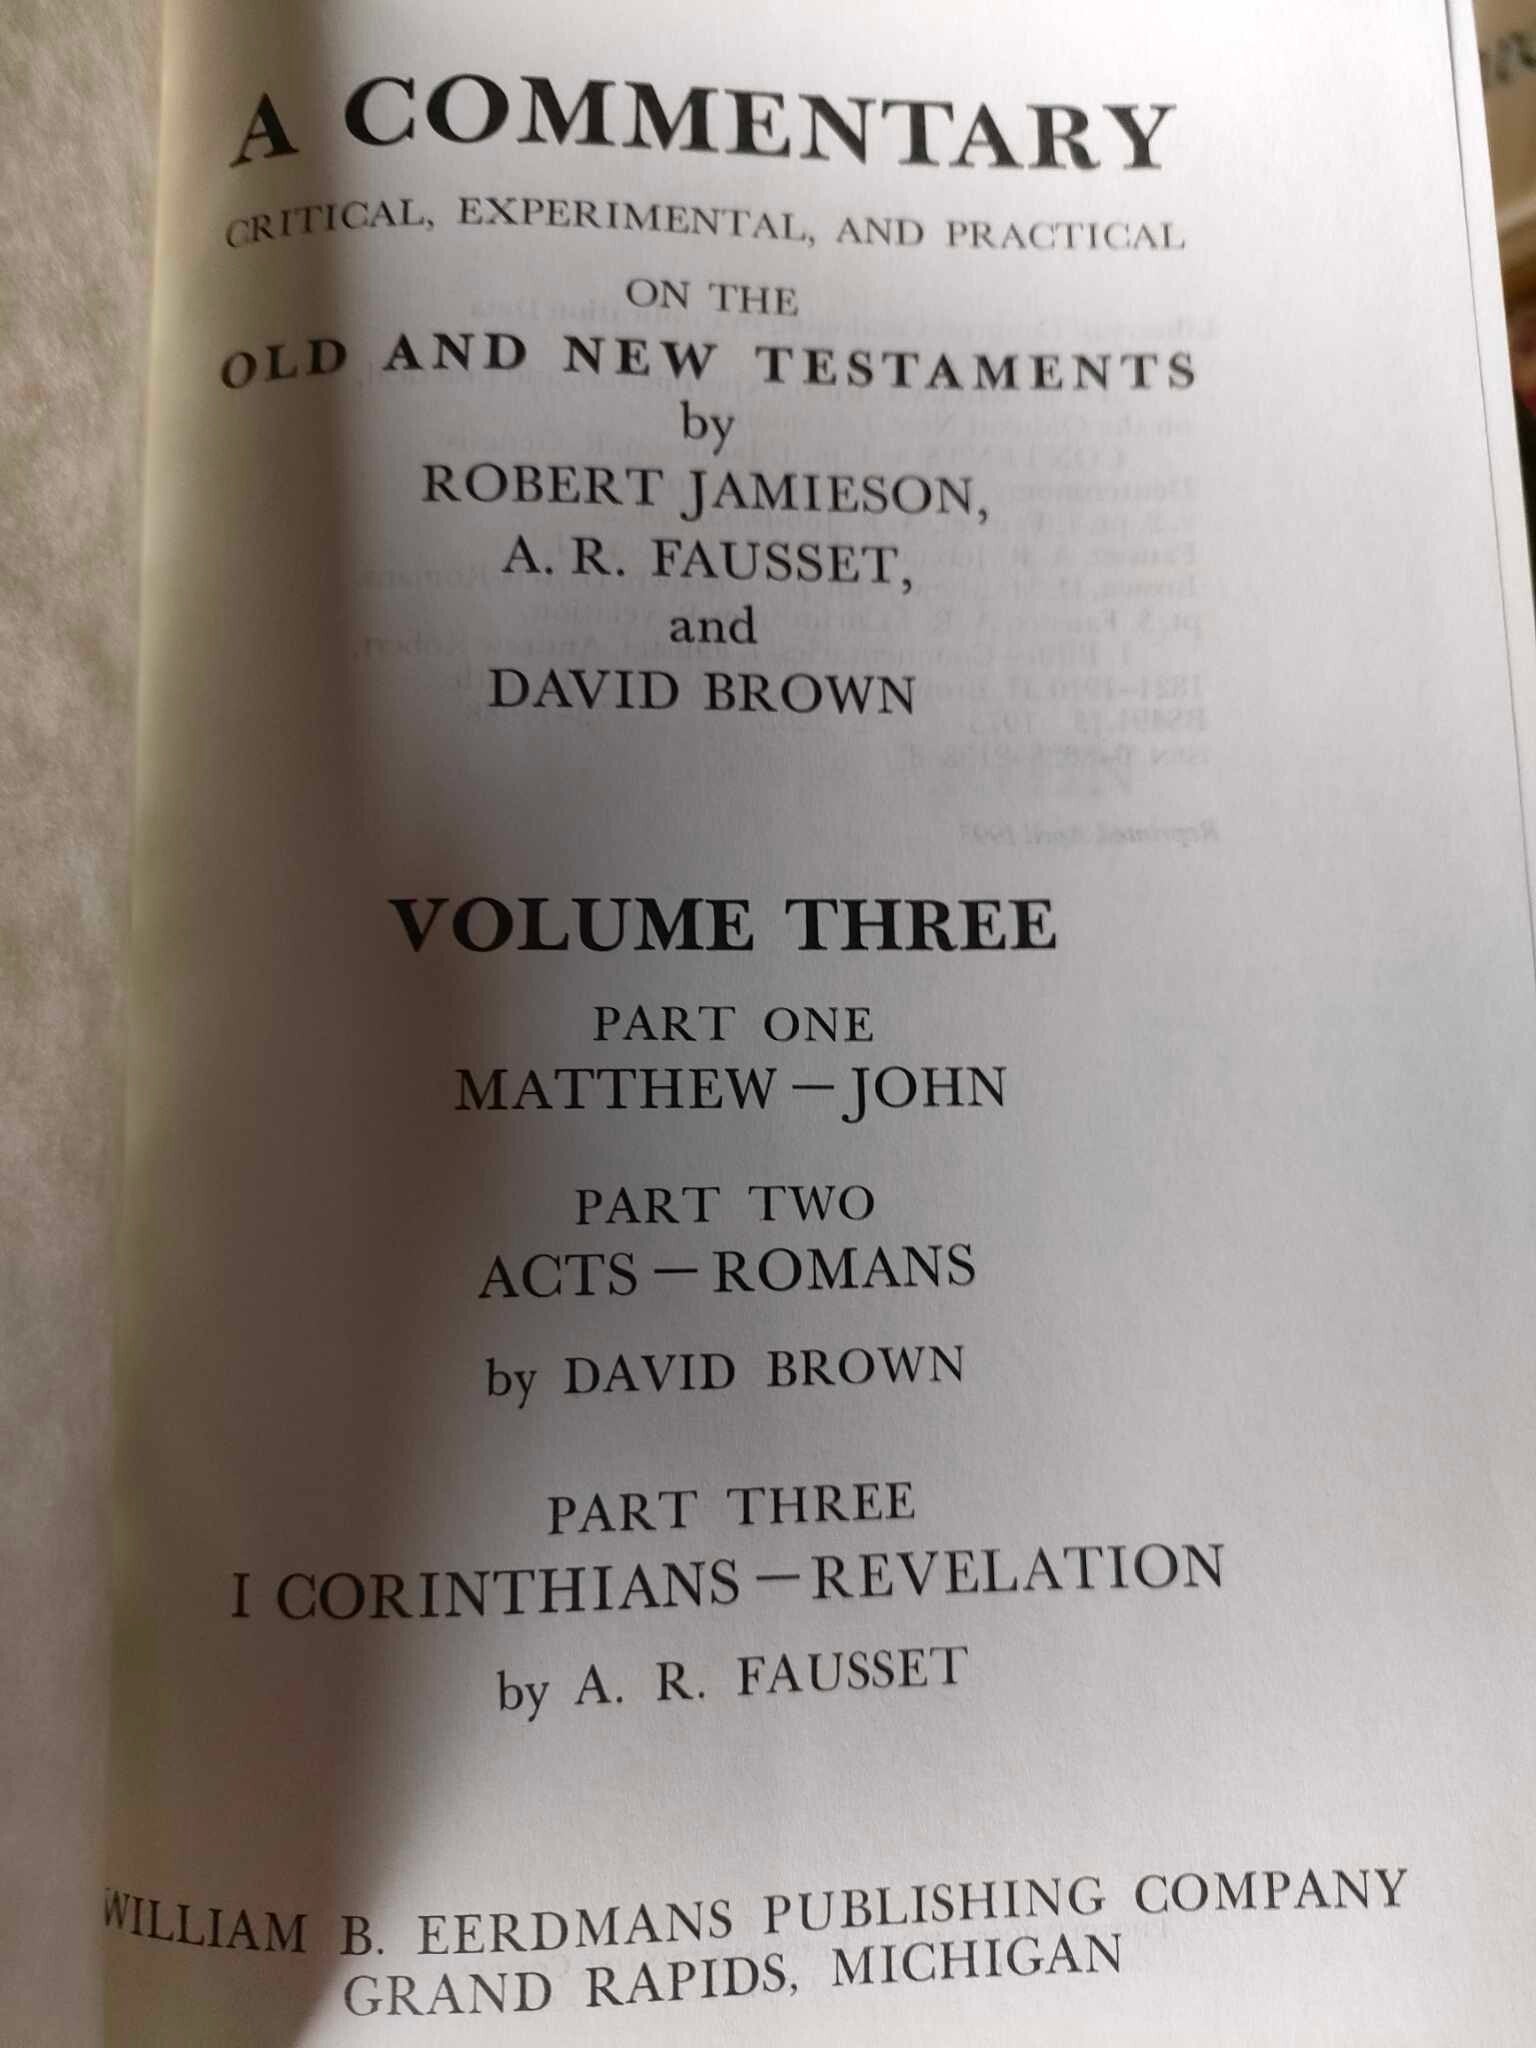 A COMMENTARY
CRITICAL, EXPERIMENTAL, AND PRACTICAL
ON THE
OLD AND NEW TESTAMENTS
by
ROBERT JAMIESON,
A. R. FAUSSET,
and
DAVID BROWN
VOLUME THREE
PART ONE
MATTHEW — JOHN
PART TWO
ACTS — ROMANS
by DAVID BROWN
PART THREE
I CORINTHIANS — REVELATION
by A. R. FAUSSET
WILLIAM B. EERDMANS PUBLISHING COMPANY
GRAND RAPIDS, MICHIGAN